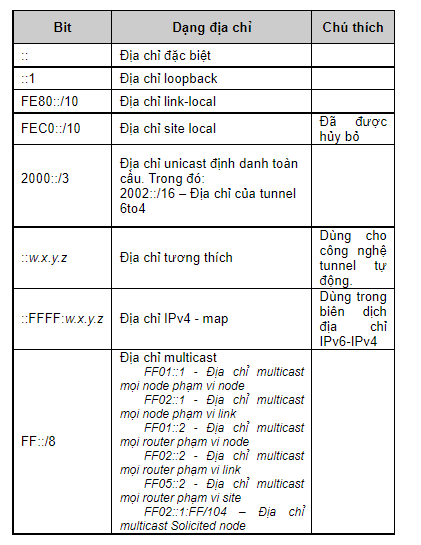 Bit Dạng địa chỉ Chú thích
:: Địa chỉ đặc biệt
::1 Địa chỉ loopback
FE80::/10 Địa chỉ link-local
FEC0::/10 Địa chỉ site local Đã được
hủy bỏ
2000::/3 Địa chỉ unicast định danh toàn
cầu. Trong đó:
2002::/16 – Địa chỉ của tunnel
6to4
::w.x.y.z Địa chỉ tương thích Dùng cho
công nghệ
tunnel tự
động.
::FFFF:w.x.y.z Địa chỉ IPv4 - map Dùng trong
biên dịch
địa chỉ
IPv6-IPv4
FF::/8 Địa chỉ multicast
FF01::1 - Địa chỉ multicast
mọi node phạm vi node
FF02::1 - Địa chỉ multicast
mọi node phạm vi link
FF01::2 - Địa chỉ multicast
mọi router phạm vi node
FF02::2 - Địa chỉ multicast
mọi router phạm vi link
FF05::2 - Địa chỉ multicast
mọi router phạm vi site
FF02::1:FF/104 – Địa chỉ
multicast Solicited node